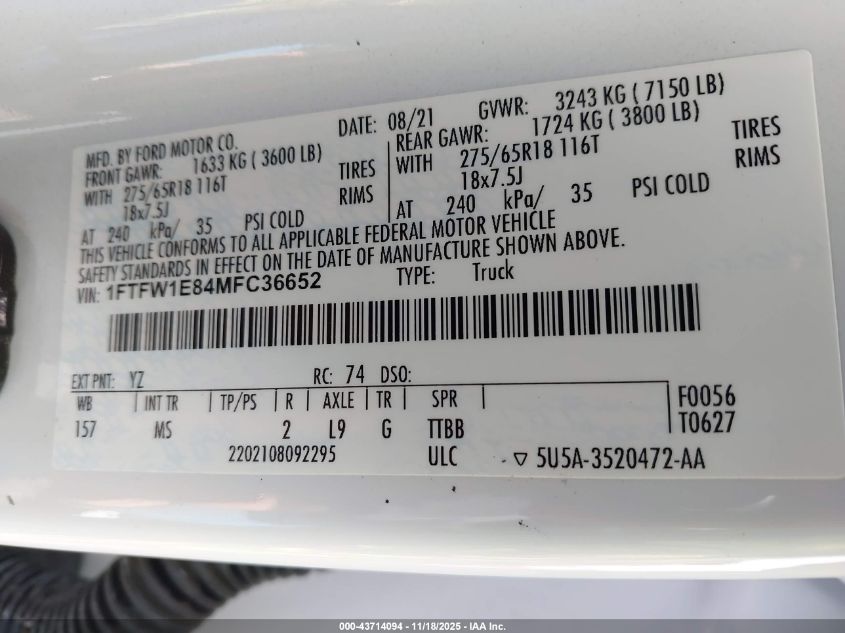 MFD. BY FORD MOTOR CO.
DATE: 08/21 GVWR: 3243 KG ( 7150 LB)
FRONT GAWR: 1633 KG ( 3600 LB)
WITH 275/65R18 116T TIRES
18x7.5J RIMS
AT 240 kPa/ 35 PSI COLD
REAR GAWR: 1724 KG ( 3800 LB)
WITH 275/65R18 116T TIRES
18x7.5J RIMS
AT 240 kPa/ 35 PSI COLD
THIS VEHICLE CONFORMS TO ALL APPLICABLE FEDERAL MOTOR VEHICLE
SAFETY STANDARDS IN EFFECT ON THE DATE OF MANUFACTURE SHOWN ABOVE.
VIN: 1FTFW1E84MFC36652 TYPE: Truck
EXT PNT: YZ RC: 74 DSO:
WB INT TR TP/PS R AXLE TR SPR F0056
157 MS 2 L9 G TTBB T0627
2202108092295 ULC ▽ 5U5A-3520472-AA
000-43714094 - 11/18/2025 - IAA Inc.